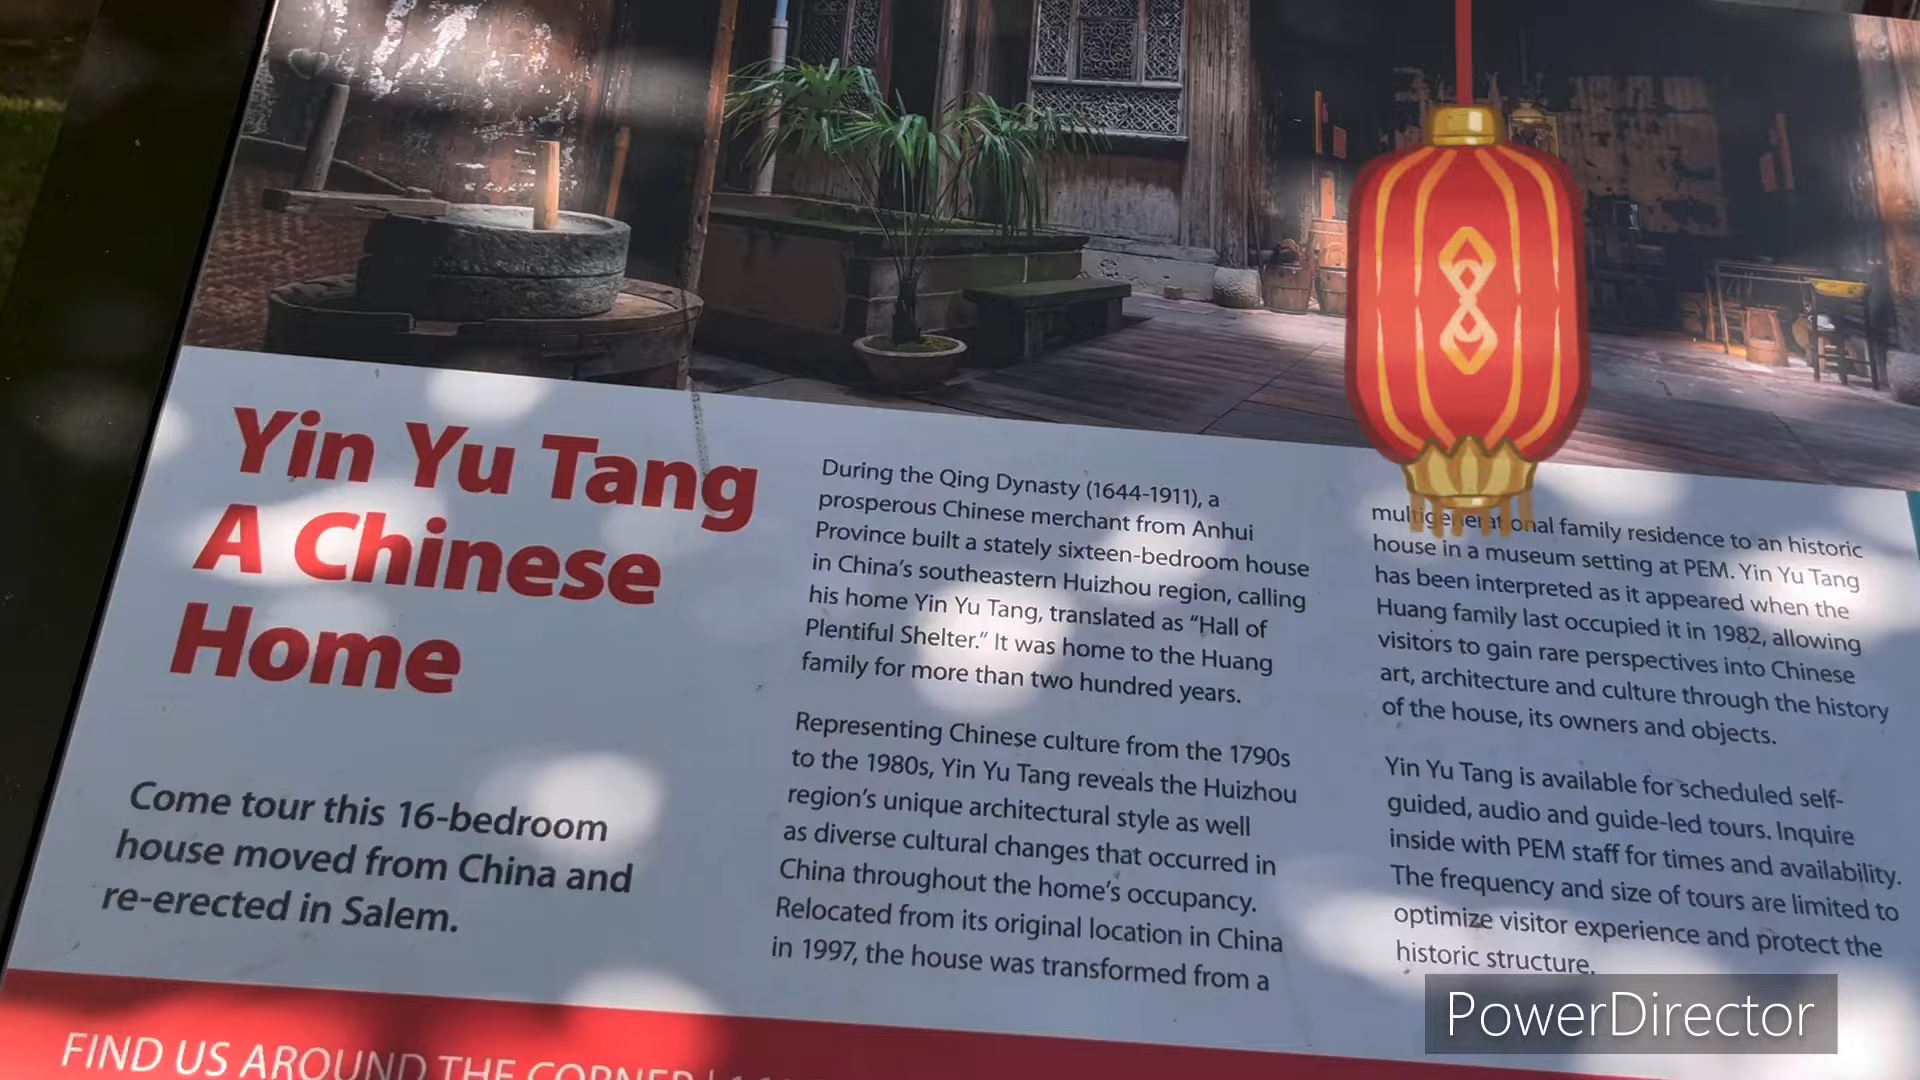 Yin Yu Tang
A Chinese
Home
Come tour this 16-bedroom
house moved from China and
re-erected in Salem.
During the Qing Dynasty (1644-1911), a
prosperous Chinese merchant from Anhui
Province built a stately sixteen-bedroom house
in China's southeastern Huizhou region, calling
his home Yin Yu Tang, translated as “Hall of
Plentiful Shelter.” It was home to the Huang
family for more than two hundred years.
Representing Chinese culture from the 1790s
to the 1980s, Yin Yu Tang reveals the Huizhou
region's unique architectural style as well
as diverse cultural changes that occurred in
China throughout the home's occupancy.
Relocated from its original location in China
in 1997, the house was transformed from a
multigenerational family residence to an historic
house in a museum setting at PEM. Yin Yu Tang
has been interpreted as it appeared when the
Huang family last occupied it in 1982, allowing
visitors to gain rare perspectives into Chinese
art, architecture and culture through the history
of the house, its owners and objects.
Yin Yu Tang is available for scheduled self-
guided, audio and guide-led tours. Inquire
inside with PEM staff for times and availability.
The frequency and size of tours are limited to
optimize visitor experience and protect the
historic structure.
FIND US AROUND THE CORNER |
PowerDirector